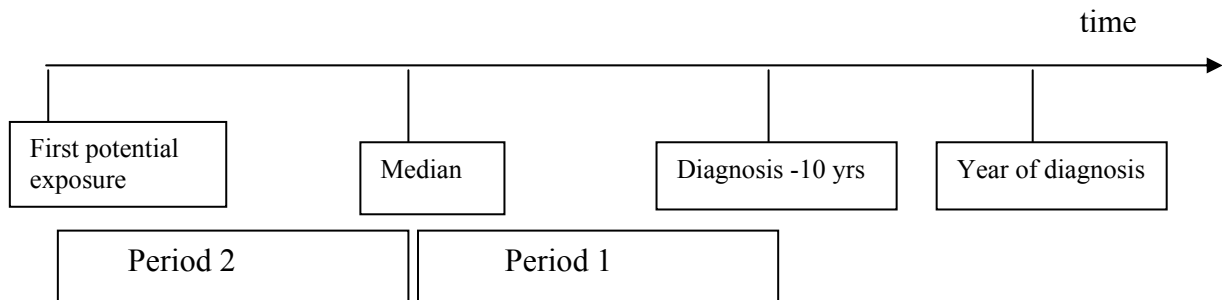 time
First potential
exposure
Median
Diagnosis -10 yrs
Year of diagnosis
Period 2
Period 1